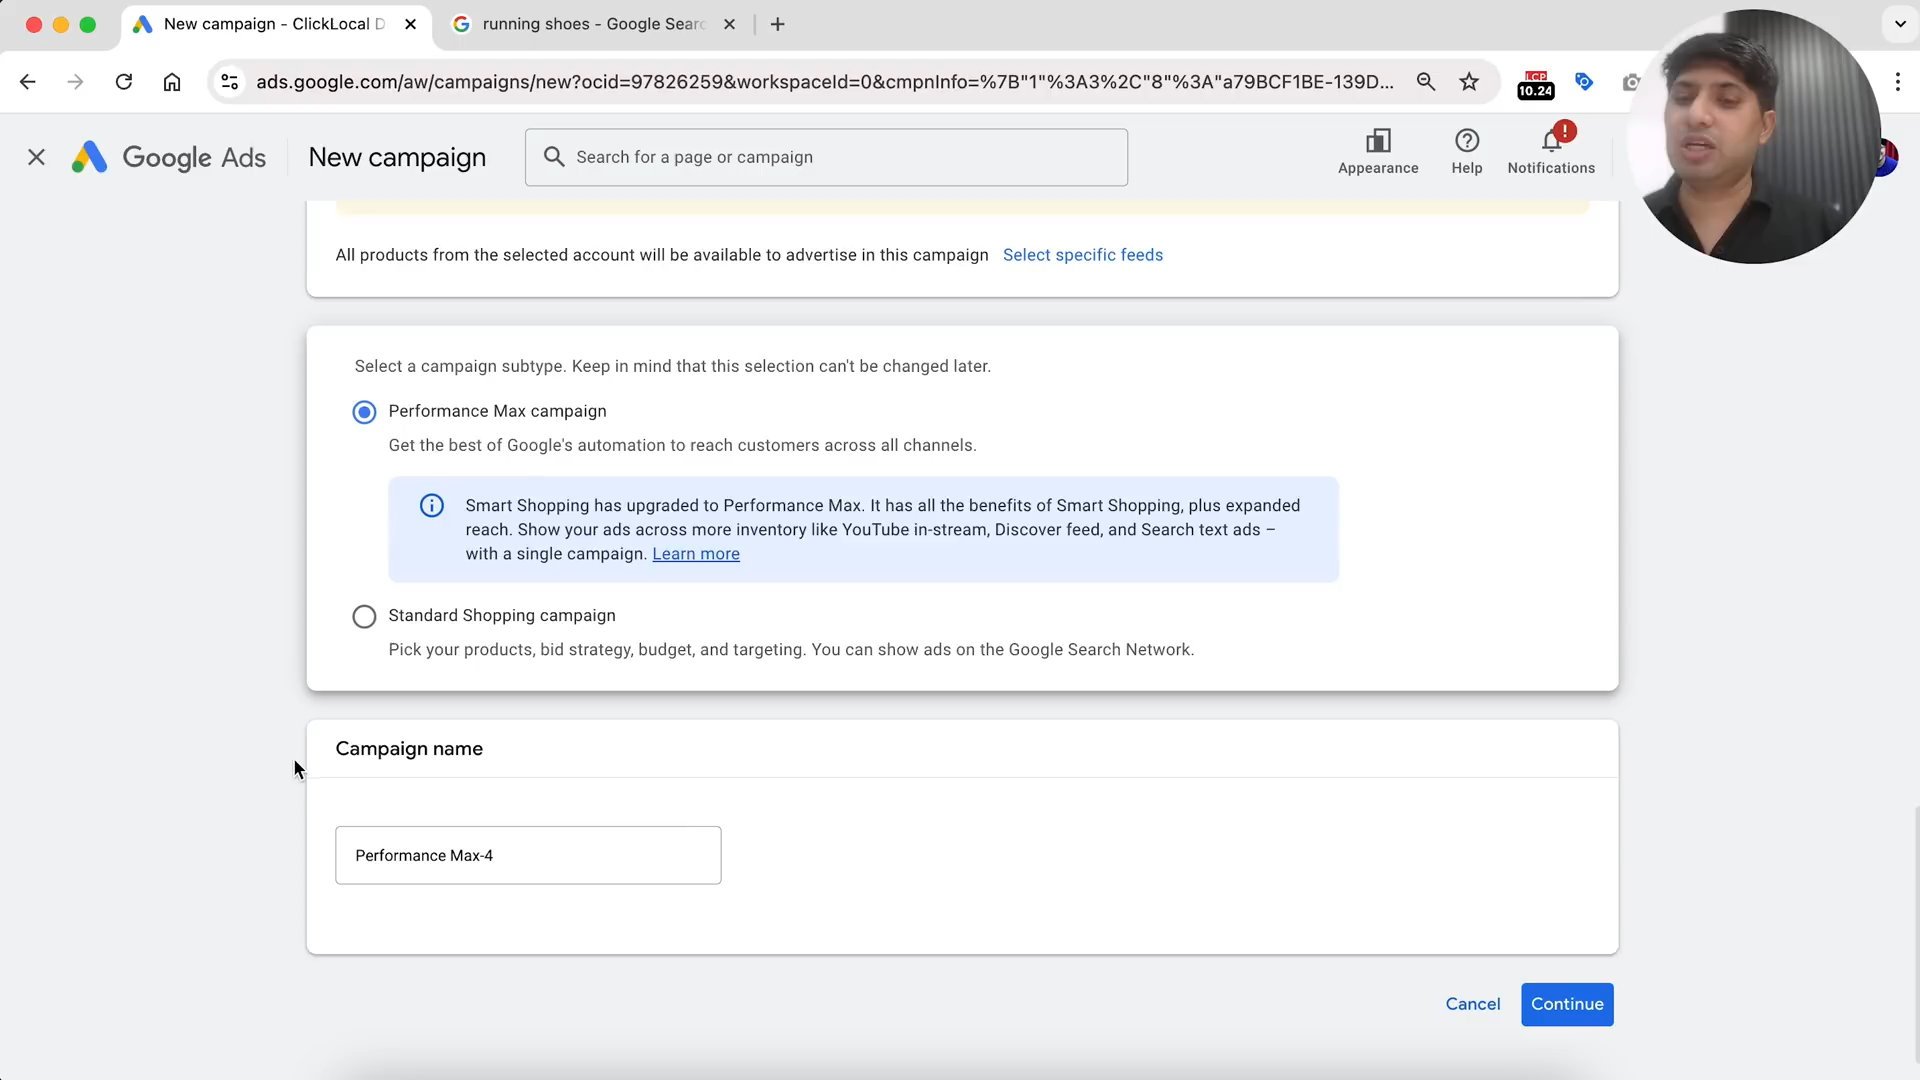 New campaign - ClickLocal D
running shoes - Google Sear
ads.google.com/aw/campaigns/new?ocid=97826259&workspaceId=0&cmpnInfo=%7B"1"%3A3%2C"8"%3A"a79BCF1BE-139D...
LCP
10.24
Google Ads
New campaign
Search for a page or campaign
Appearance
Help
!
Notifications
All products from the selected account will be available to advertise in this campaign Select specific feeds
Select a campaign subtype. Keep in mind that this selection can't be changed later.
Performance Max campaign
Get the best of Google's automation to reach customers across all channels.
Smart Shopping has upgraded to Performance Max. It has all the benefits of Smart Shopping, plus expanded
reach. Show your ads across more inventory like YouTube in-stream, Discover feed, and Search text ads –
with a single campaign. Learn more
Standard Shopping campaign
Pick your products, bid strategy, budget, and targeting. You can show ads on the Google Search Network.
Campaign name
Performance Max-4
Cancel
Continue